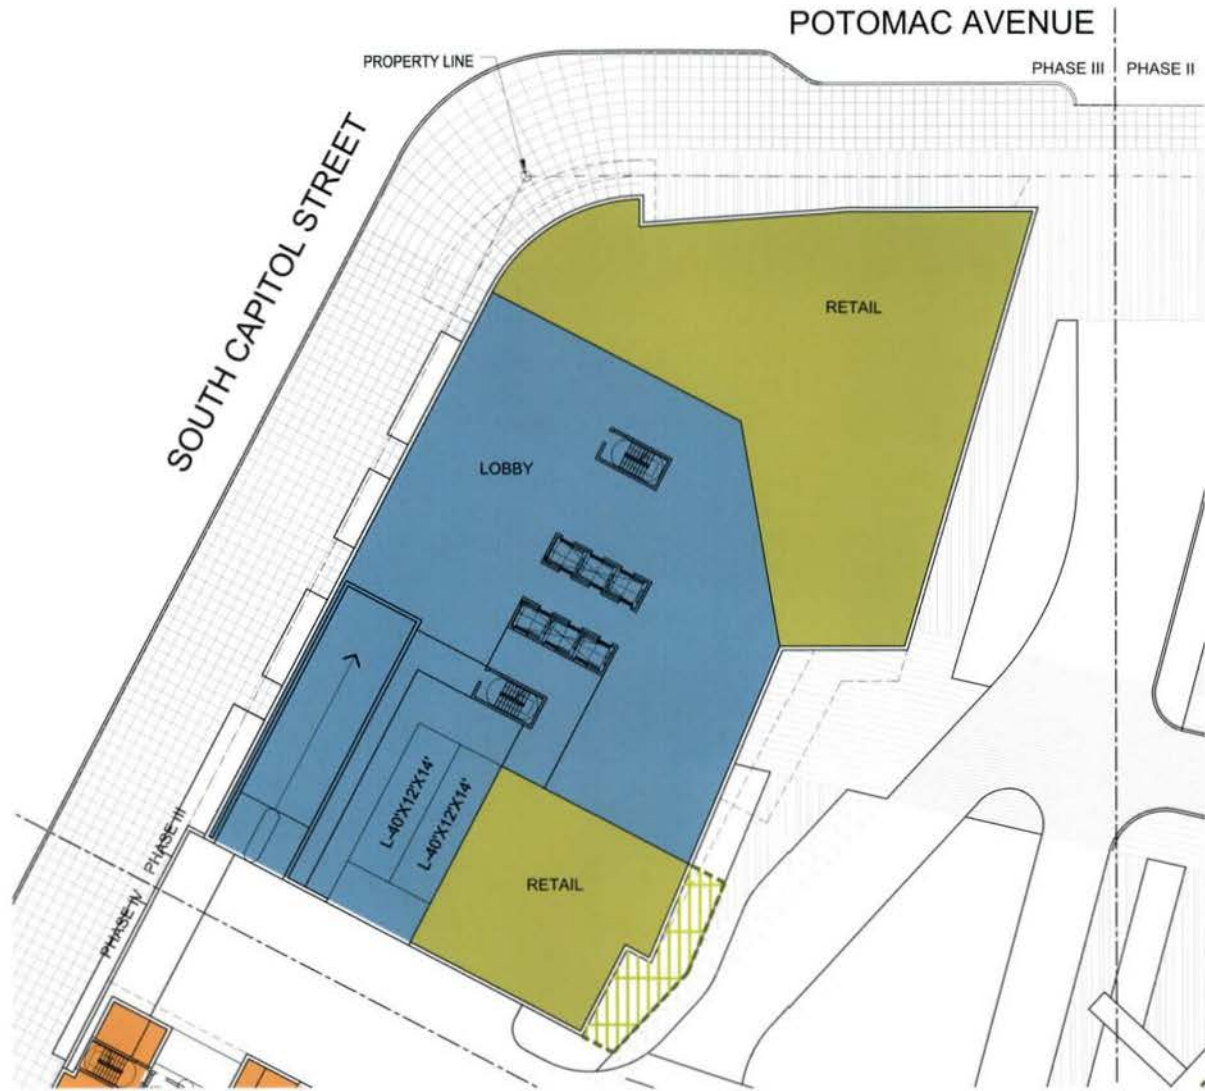 POTOMAC AVENUE
PROPERTY LINE
PHASE III
PHASE II
SOUTH CAPITOL STREET
RETAIL
LOBBY
L-40'X12'X14'
L-40'X12'X14'
RETAIL
PHASE III
PHASE IV